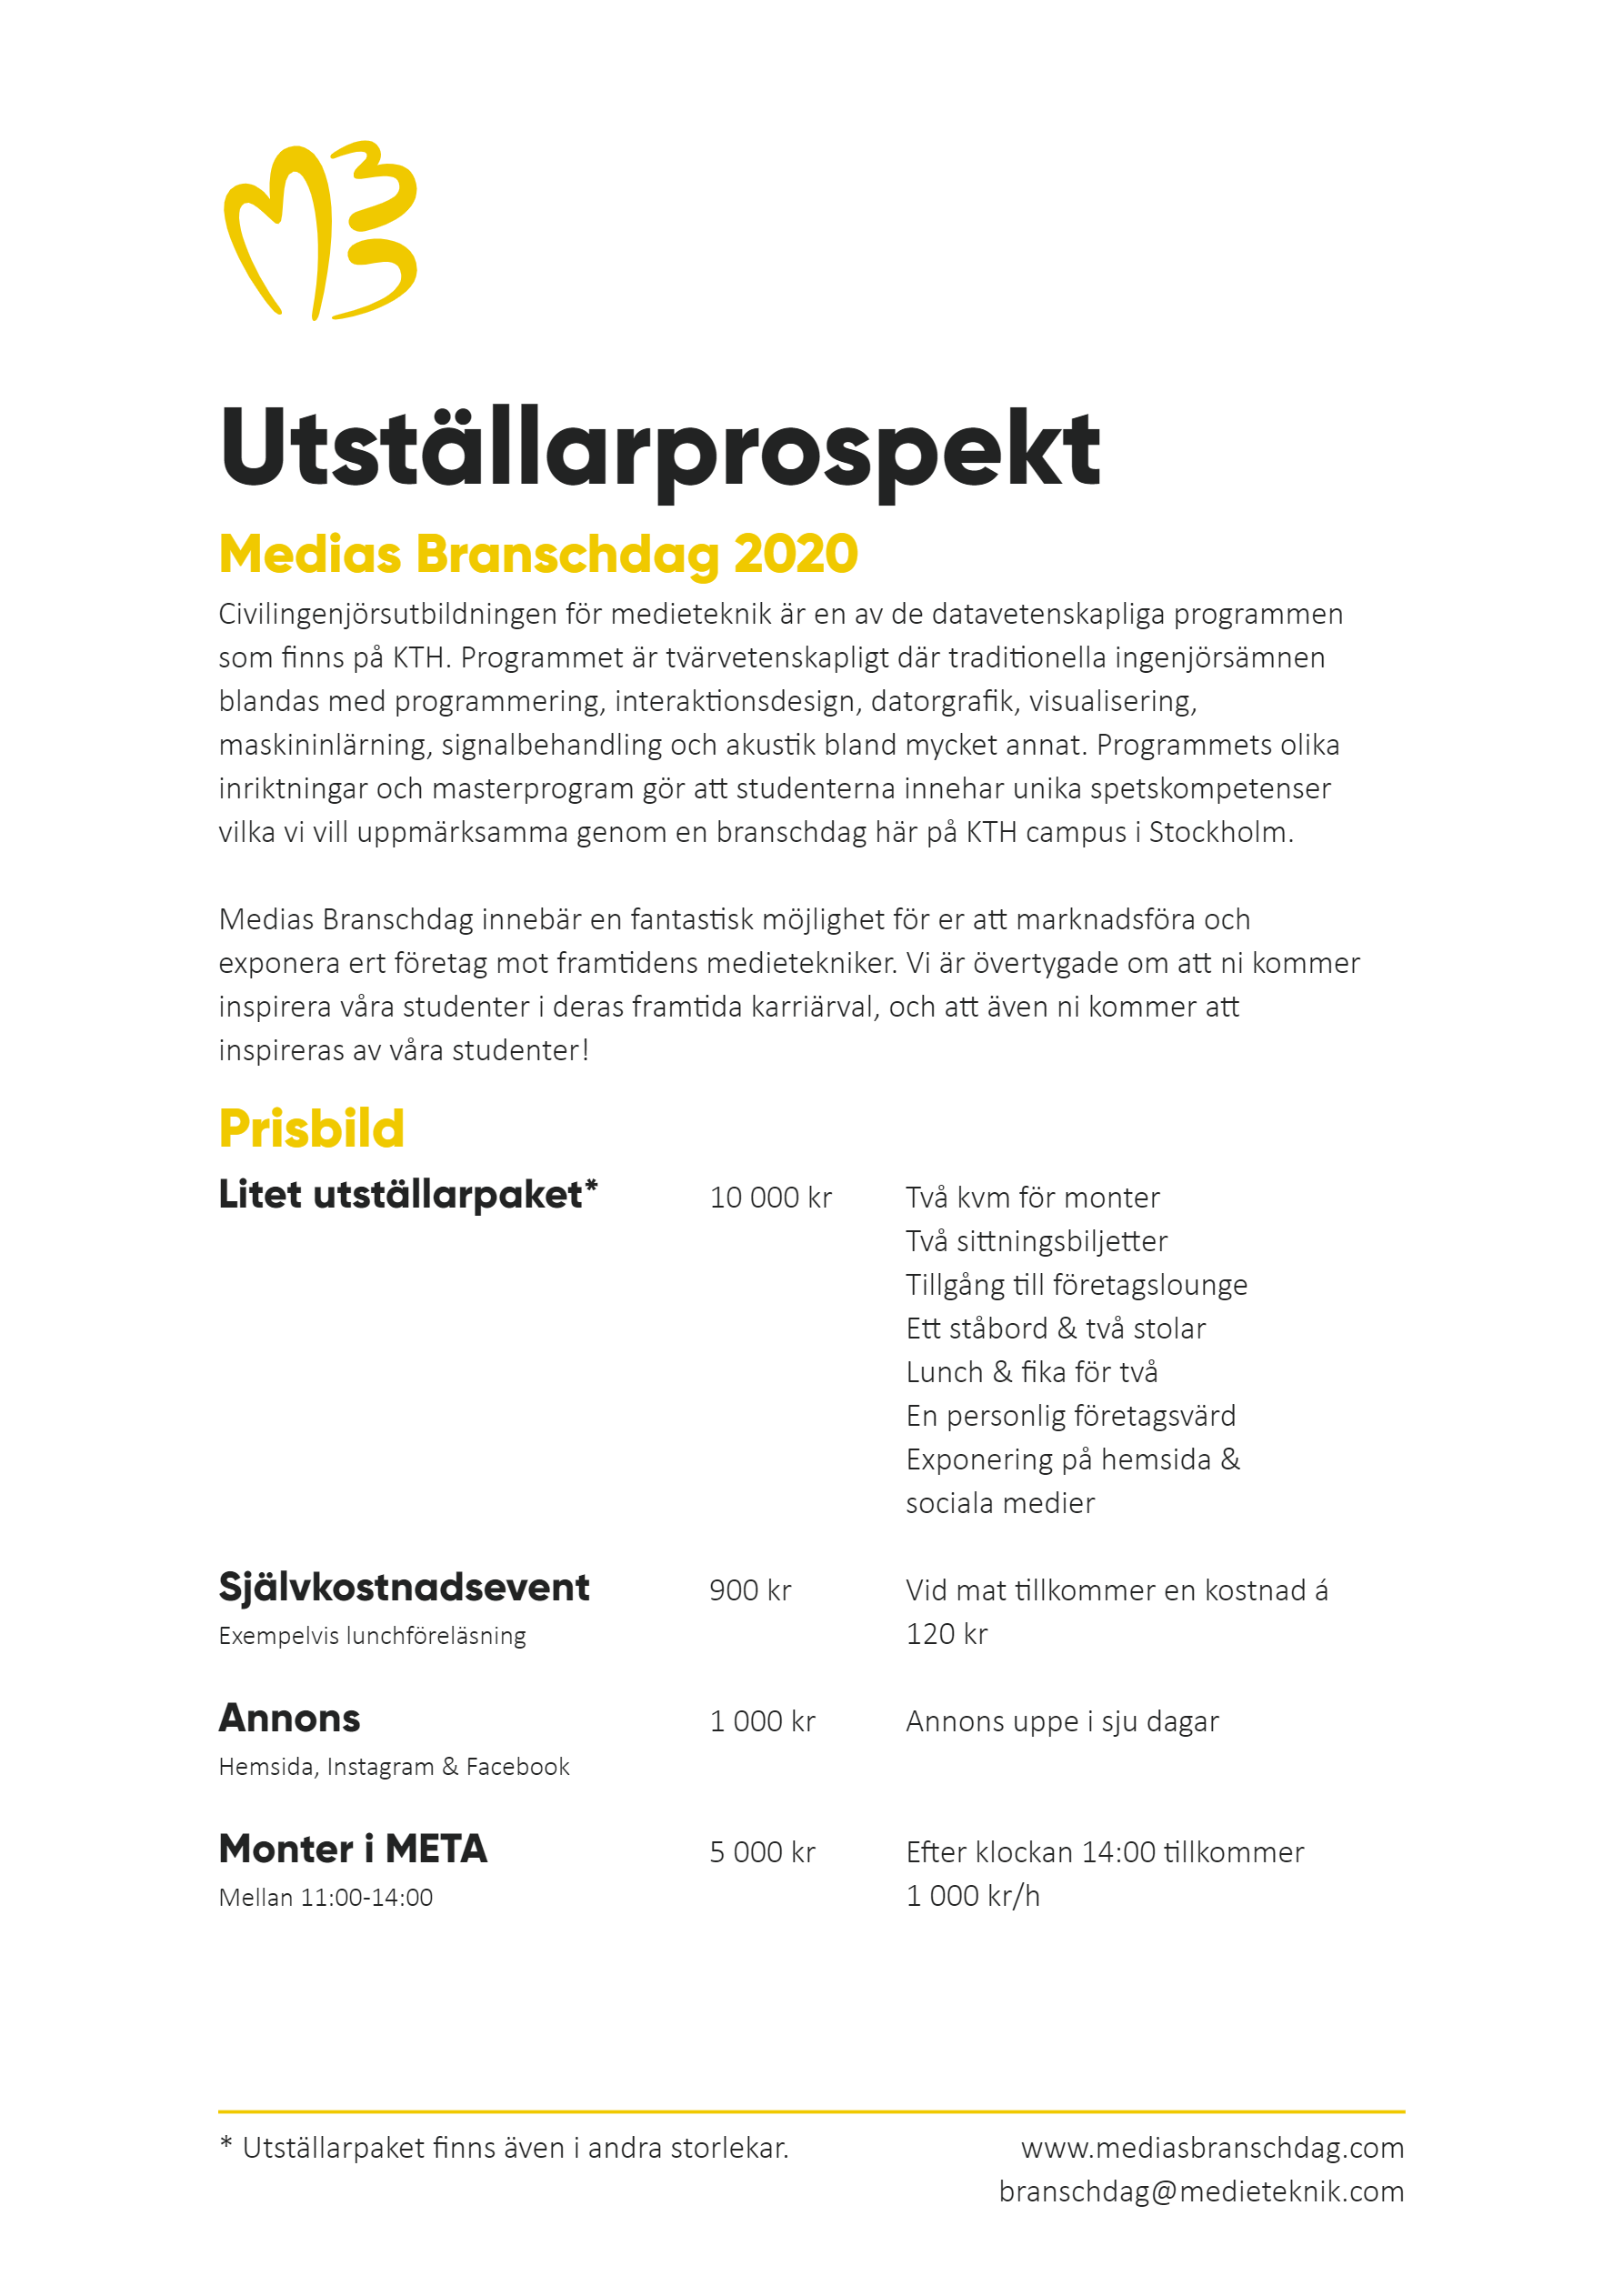 Utställarprospekt
Medias Branschdag 2020
Civilingenjörsutbildningen för medieteknik är en av de datavetenskapliga programmen
som finns på KTH. Programmet är tvärvetenskapligt där traditionella ingenjörsämnen
blandas med programmering, interaktionsdesign, datorgrafik, visualisering,
maskininlärning, signalbehandling och akustik bland mycket annat. Programmets olika
inriktningar och masterprogram gör att studenterna innehar unika spetskompetenser
vilka vi vill uppmärksamma genom en branschdag här på KTH campus i Stockholm.
Medias Branschdag innebär en fantastisk möjlighet för er att marknadsföra och
exponera ert företag mot framtidens medietekniker. Vi är övertygade om att ni kommer
inspirera våra studenter i deras framtida karriärval, och att även ni kommer att
inspireras av våra studenter!
Prisbild
Litet utställarpaket* 10 000 kr Två kvm för monter
Två sittningsbiljetter
Tillgång till företagslounge
Ett ståbord & två stolar
Lunch & fika för två
En personlig företagsvärd
Exponering på hemsida &
sociala medier
Självkostnadsevent 900 kr Vid mat tillkommer en kostnad á
Exempelvis lunchföreläsning 120 kr
Annons 1 000 kr Annons uppe i sju dagar
Hemsida, Instagram & Facebook
Monter i META 5 000 kr Efter klockan 14:00 tillkommer
Mellan 11:00-14:00 1 000 kr/h
* Utställarpaket finns även i andra storlekar. www.mediasbranschdag.com
branschdag@medieteknik.com